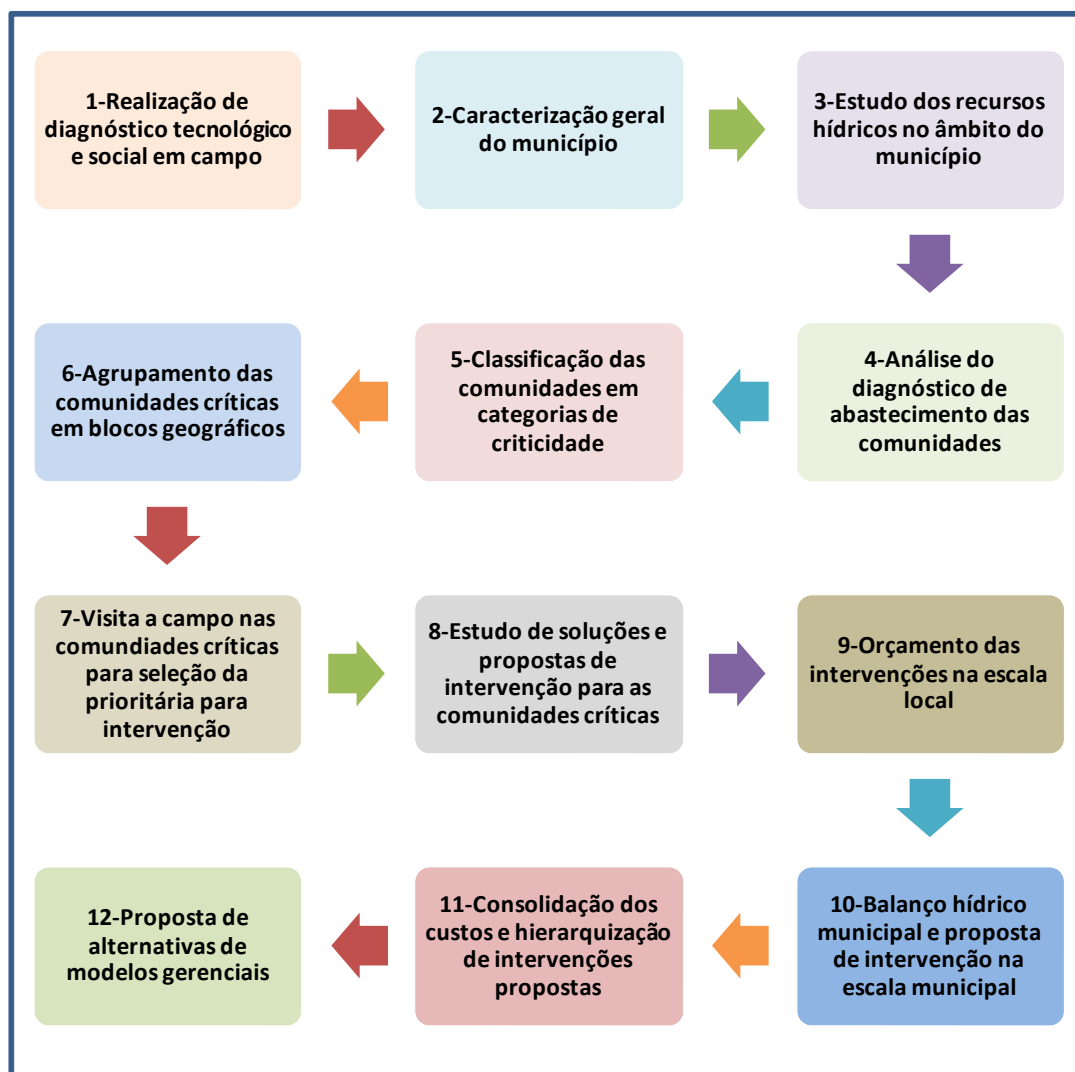 1-Realização de
diagnóstico tecnológico
e social em campo
2-Caracterização geral
do município
3-Estudo dos recursos
hídricos no âmbito do
município
4-Análise do
diagnóstico de
abastecimento das
comunidades
5-Classificação das
comunidades em
categorias de
criticidade
6-Agrupamento das
comunidades críticas
em blocos geográficos
7-Visita a campo nas
comundiades críticas
para seleção da
prioritária para
intervenção
8-Estudo de soluções e
propostas de
intervenção para as
comunidades críticas
9-Orçamento das
intervenções na escala
local
10-Balanço hídrico
municipal e proposta
de intervenção na
escala municipal
11-Consolidação dos
custos e hierarquização
de intervenções
propostas
12-Proposta de
alternativas de
modelos gerenciais